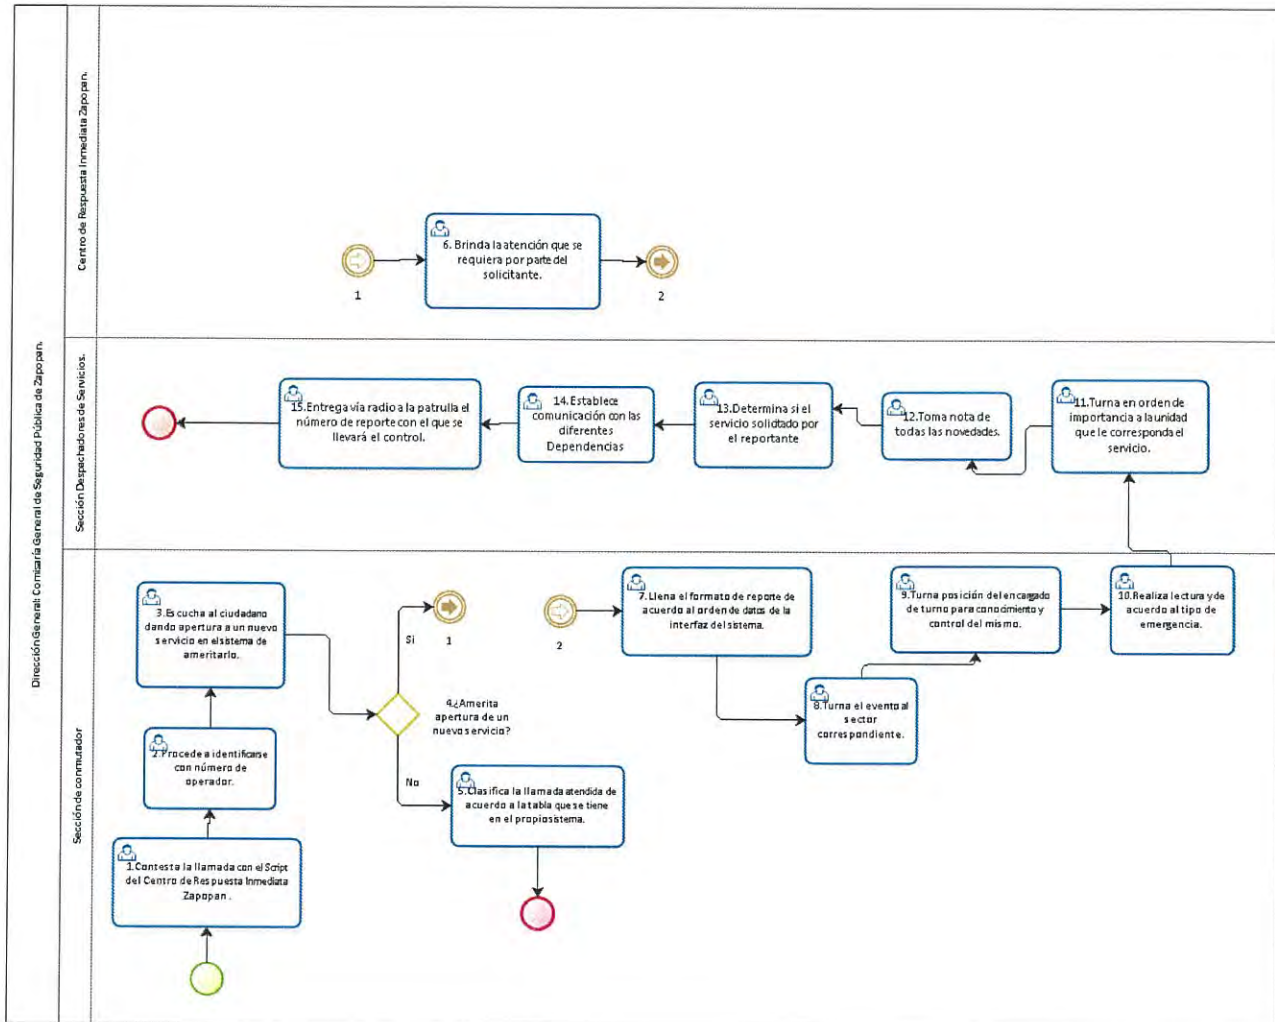 Dirección General: Comisaría General de Seguridad Pública de Zapopan.
Centro de Respuesta Inmediata Zapopan.
6. Brinda la atención que se
requiera por parte del
solicitante.
1
2
Sección Despachadores de Servicios.
15.Entrega vía radio a la patrulla el
número de reporte con el que se
llevará el control.
14.Establece
comunicación con las
diferentes
Dependencias
13.Determina si el
servicio solicitado por
el reportante
12.Toma nota de
todas las novedades.
11.Turna en orden de
importancia a la unidad
que le corresponda el
servicio.
Sección de conmutador
3.Escucha al ciudadano
dando apertura a un nuevo
servicio en el sistema de
ameritarlo.
2.Procede a identificarse
con número de
operador.
1.Contesta la llamada con el Script
del Centro de Respuesta Inmediata
Zapopan .
Si
1
4.¿Amerita
apertura de un
nuevo servicio?
No
5.Clasifica la llamada atendida de
acuerdo a la tabla que se tiene
en el propio sistema.
2
7.Llena el formato de reporte de
acuerdo al orden de datos de la
interfaz del sistema.
8.Turna el evento al
sector
correspondiente.
9.Turna posición del encargado
de turno para conocimiento y
control del mismo.
10.Realiza lectura y de
acuerdo al tipo de
emergencia.